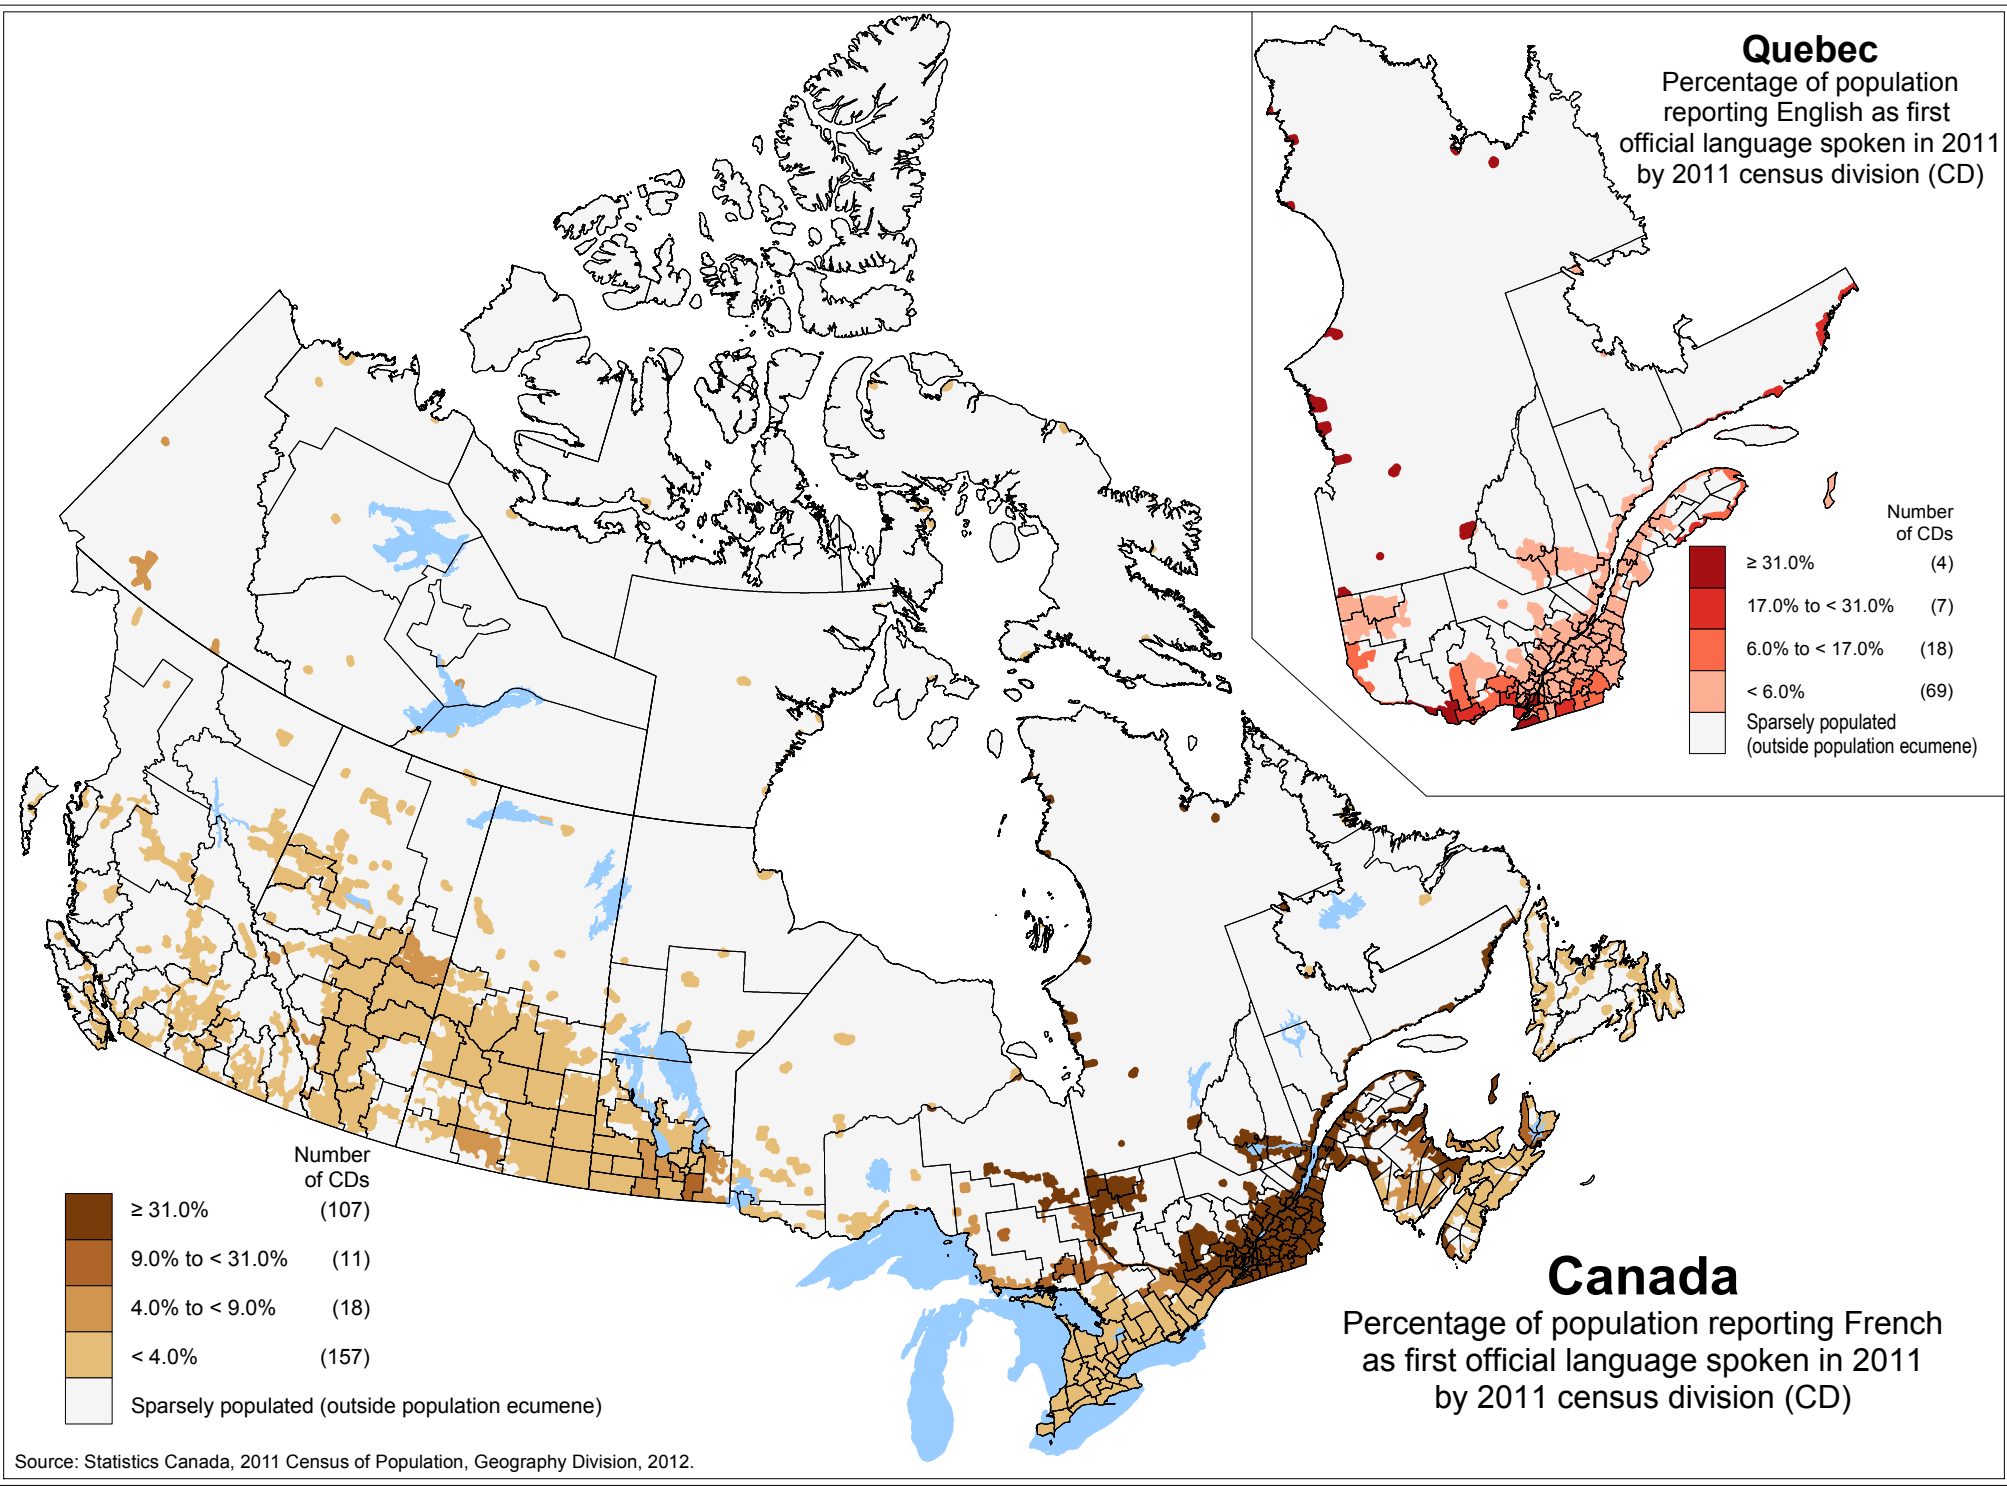 Quebec
Percentage of population
reporting English as first
official language spoken in 2011
by 2011 census division (CD)
Number
of CDs
≥ 31.0% (4)
17.0% to < 31.0% (7)
6.0% to < 17.0% (18)
< 6.0% (69)
Sparsely populated
(outside population ecumene)
Number
of CDs
≥ 31.0% (107)
9.0% to < 31.0% (11)
4.0% to < 9.0% (18)
< 4.0% (157)
Sparsely populated (outside population ecumene)
Canada
Percentage of population reporting French
as first official language spoken in 2011
by 2011 census division (CD)
Source: Statistics Canada, 2011 Census of Population, Geography Division, 2012.